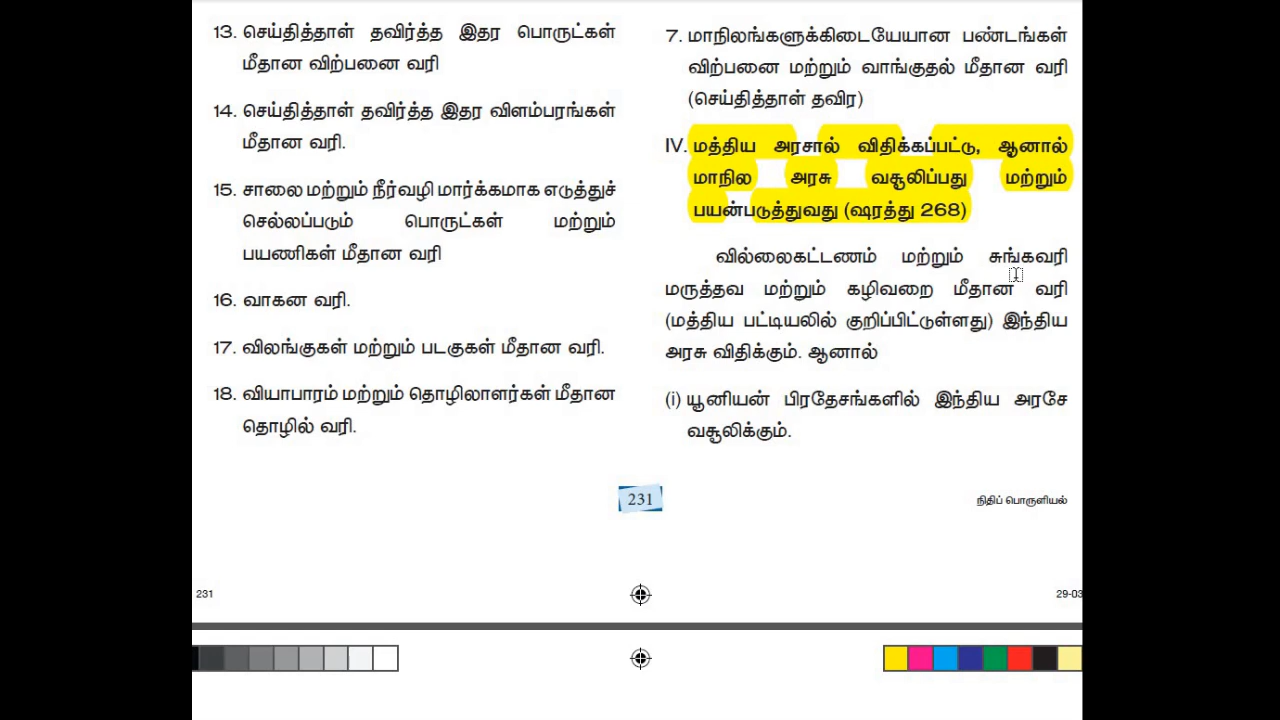 13. செய்தித்தாள் தவிர்த்த இதர பொருட்கள்
மீதான விற்பனை வரி
14. செய்தித்தாள் தவிர்த்த இதர விளம்பரங்கள்
மீதான வரி.
15. சாலை மற்றும் நீர்வழி மார்க்கமாக எடுத்துச்
செல்லப்படும் பொருட்கள் மற்றும்
பயணிகள் மீதான வரி
16. வாகன வரி.
17. விலங்குகள் மற்றும் படகுகள் மீதான வரி.
18. வியாபாரம் மற்றும் தொழிலாளர்கள் மீதான
தொழில் வரி.
7. மாநிலங்களுக்கிடையேயான பண்டங்கள்
விற்பனை மற்றும் வாங்குதல் மீதான வரி
(செய்தித்தாள் தவிர)
IV. மத்திய அரசால் விதிக்கப்பட்டு, ஆனால்
மாநில அரசு வசூலிப்பது மற்றும்
பயன்படுத்துவது (ஷரத்து 268)
வில்லைகட்டணம் மற்றும் சுங்கவரி
மருத்தவ மற்றும் கழிவறை மீதான வரி
(மத்திய பட்டியலில் குறிப்பிட்டுள்ளது) இந்திய
அரசு விதிக்கும். ஆனால்
(i) யூனியன் பிரதேசங்களில் இந்திய அரசே
வசூலிக்கும்.
231
நிதிப் பொருளியல்
231
29-03